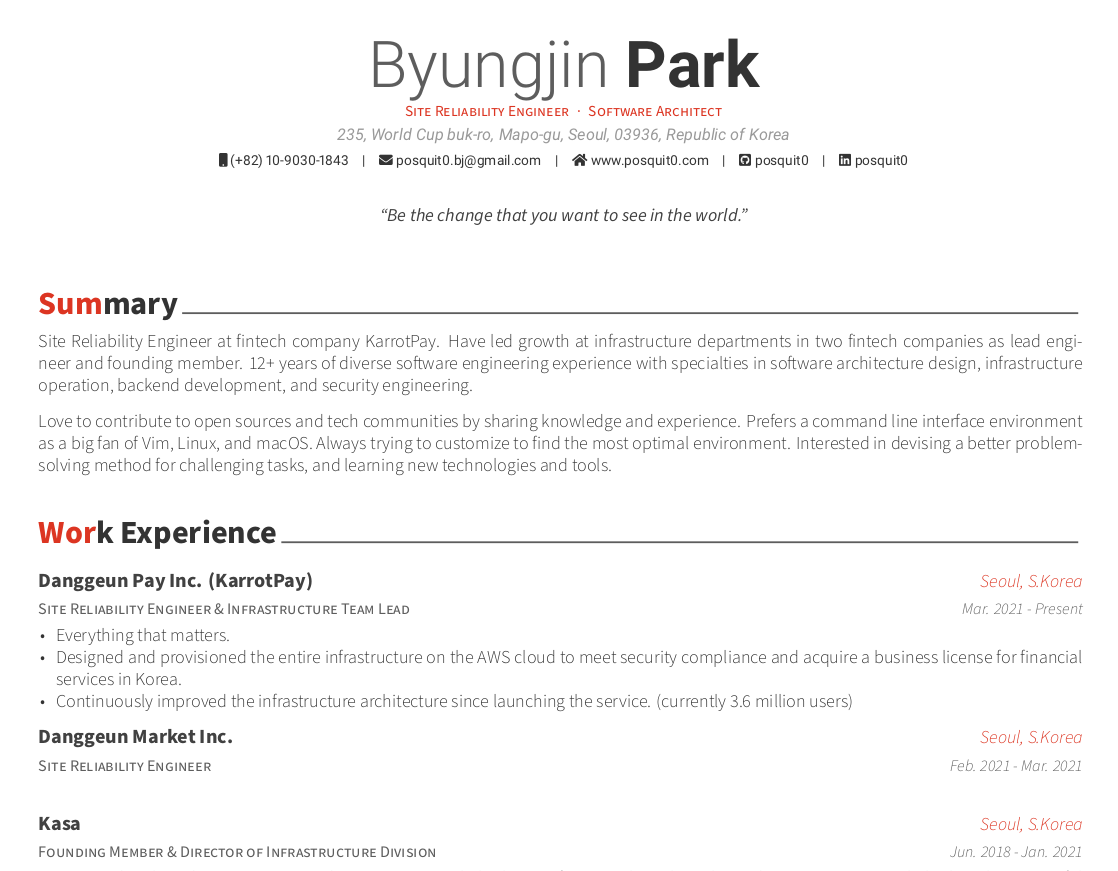 Byungjin Park
Site Reliability Engineer · Software Architect
235, World Cup buk-ro, Mapo-gu, Seoul, 03936, Republic of Korea
(+82) 10-9030-1843 | posquit0.bj@gmail.com | www.posquit0.com | posquit0 | posquit0
“Be the change that you want to see in the world.”
Summary
Site Reliability Engineer at fintech company KarrotPay. Have led growth at infrastructure departments in two fintech companies as lead engi-
neer and founding member. 12+ years of diverse software engineering experience with specialties in software architecture design, infrastructure
operation, backend development, and security engineering.
Love to contribute to open sources and tech communities by sharing knowledge and experience. Prefers a command line interface environment
as a big fan of Vim, Linux, and macOS. Always trying to customize to find the most optimal environment. Interested in devising a better problem-
solving method for challenging tasks, and learning new technologies and tools.
Work Experience
Danggeun Pay Inc. (KarrotPay) Seoul, S.Korea
Site Reliability Engineer & Infrastructure Team Lead Mar. 2021 - Present
• Everything that matters.
• Designed and provisioned the entire infrastructure on the AWS cloud to meet security compliance and acquire a business license for financial
services in Korea.
• Continuously improved the infrastructure architecture since launching the service. (currently 3.6 million users)
Danggeun Market Inc. Seoul, S.Korea
Site Reliability Engineer Feb. 2021 - Mar. 2021
Kasa Seoul, S.Korea
Founding Member & Director of Infrastructure Division Jun. 2018 - Jan. 2021